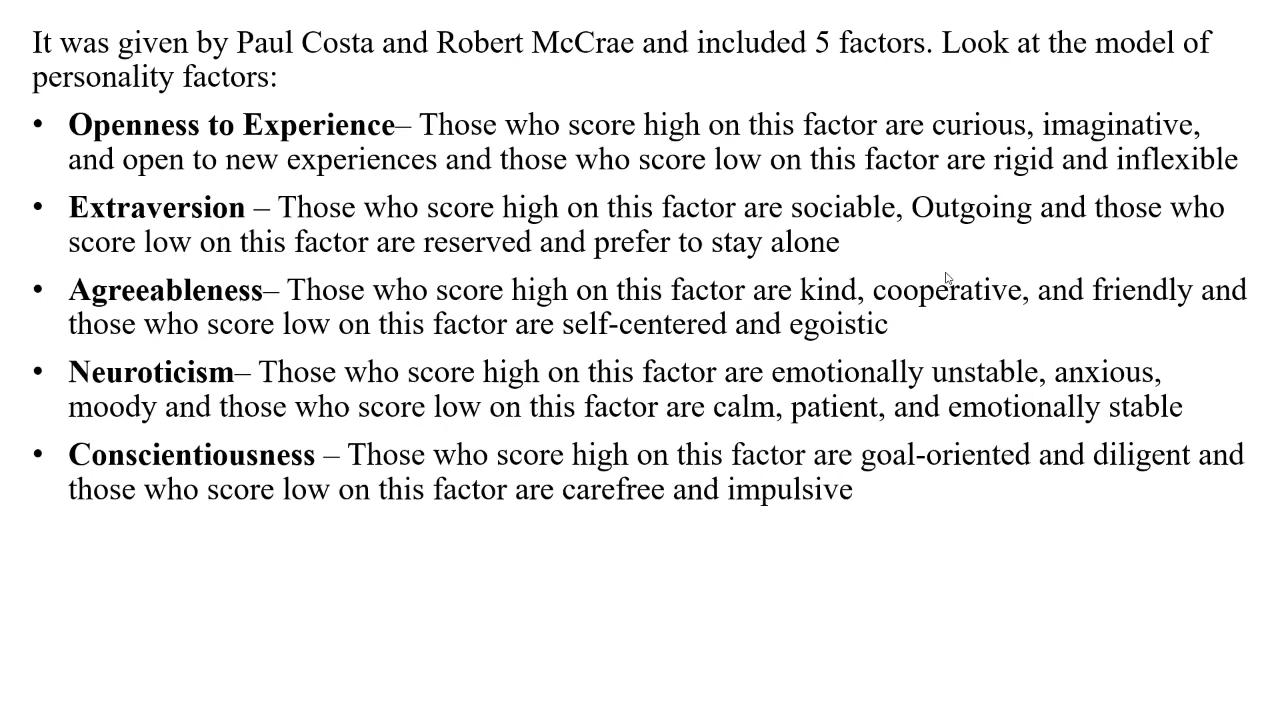 It was given by Paul Costa and Robert McCrae and included 5 factors. Look at the model of
personality factors:
• Openness to Experience– Those who score high on this factor are curious, imaginative,
and open to new experiences and those who score low on this factor are rigid and inflexible
• Extraversion – Those who score high on this factor are sociable, Outgoing and those who
score low on this factor are reserved and prefer to stay alone
• Agreeableness– Those who score high on this factor are kind, cooperative, and friendly and
those who score low on this factor are self-centered and egoistic
• Neuroticism– Those who score high on this factor are emotionally unstable, anxious,
moody and those who score low on this factor are calm, patient, and emotionally stable
• Conscientiousness – Those who score high on this factor are goal-oriented and diligent and
those who score low on this factor are carefree and impulsive